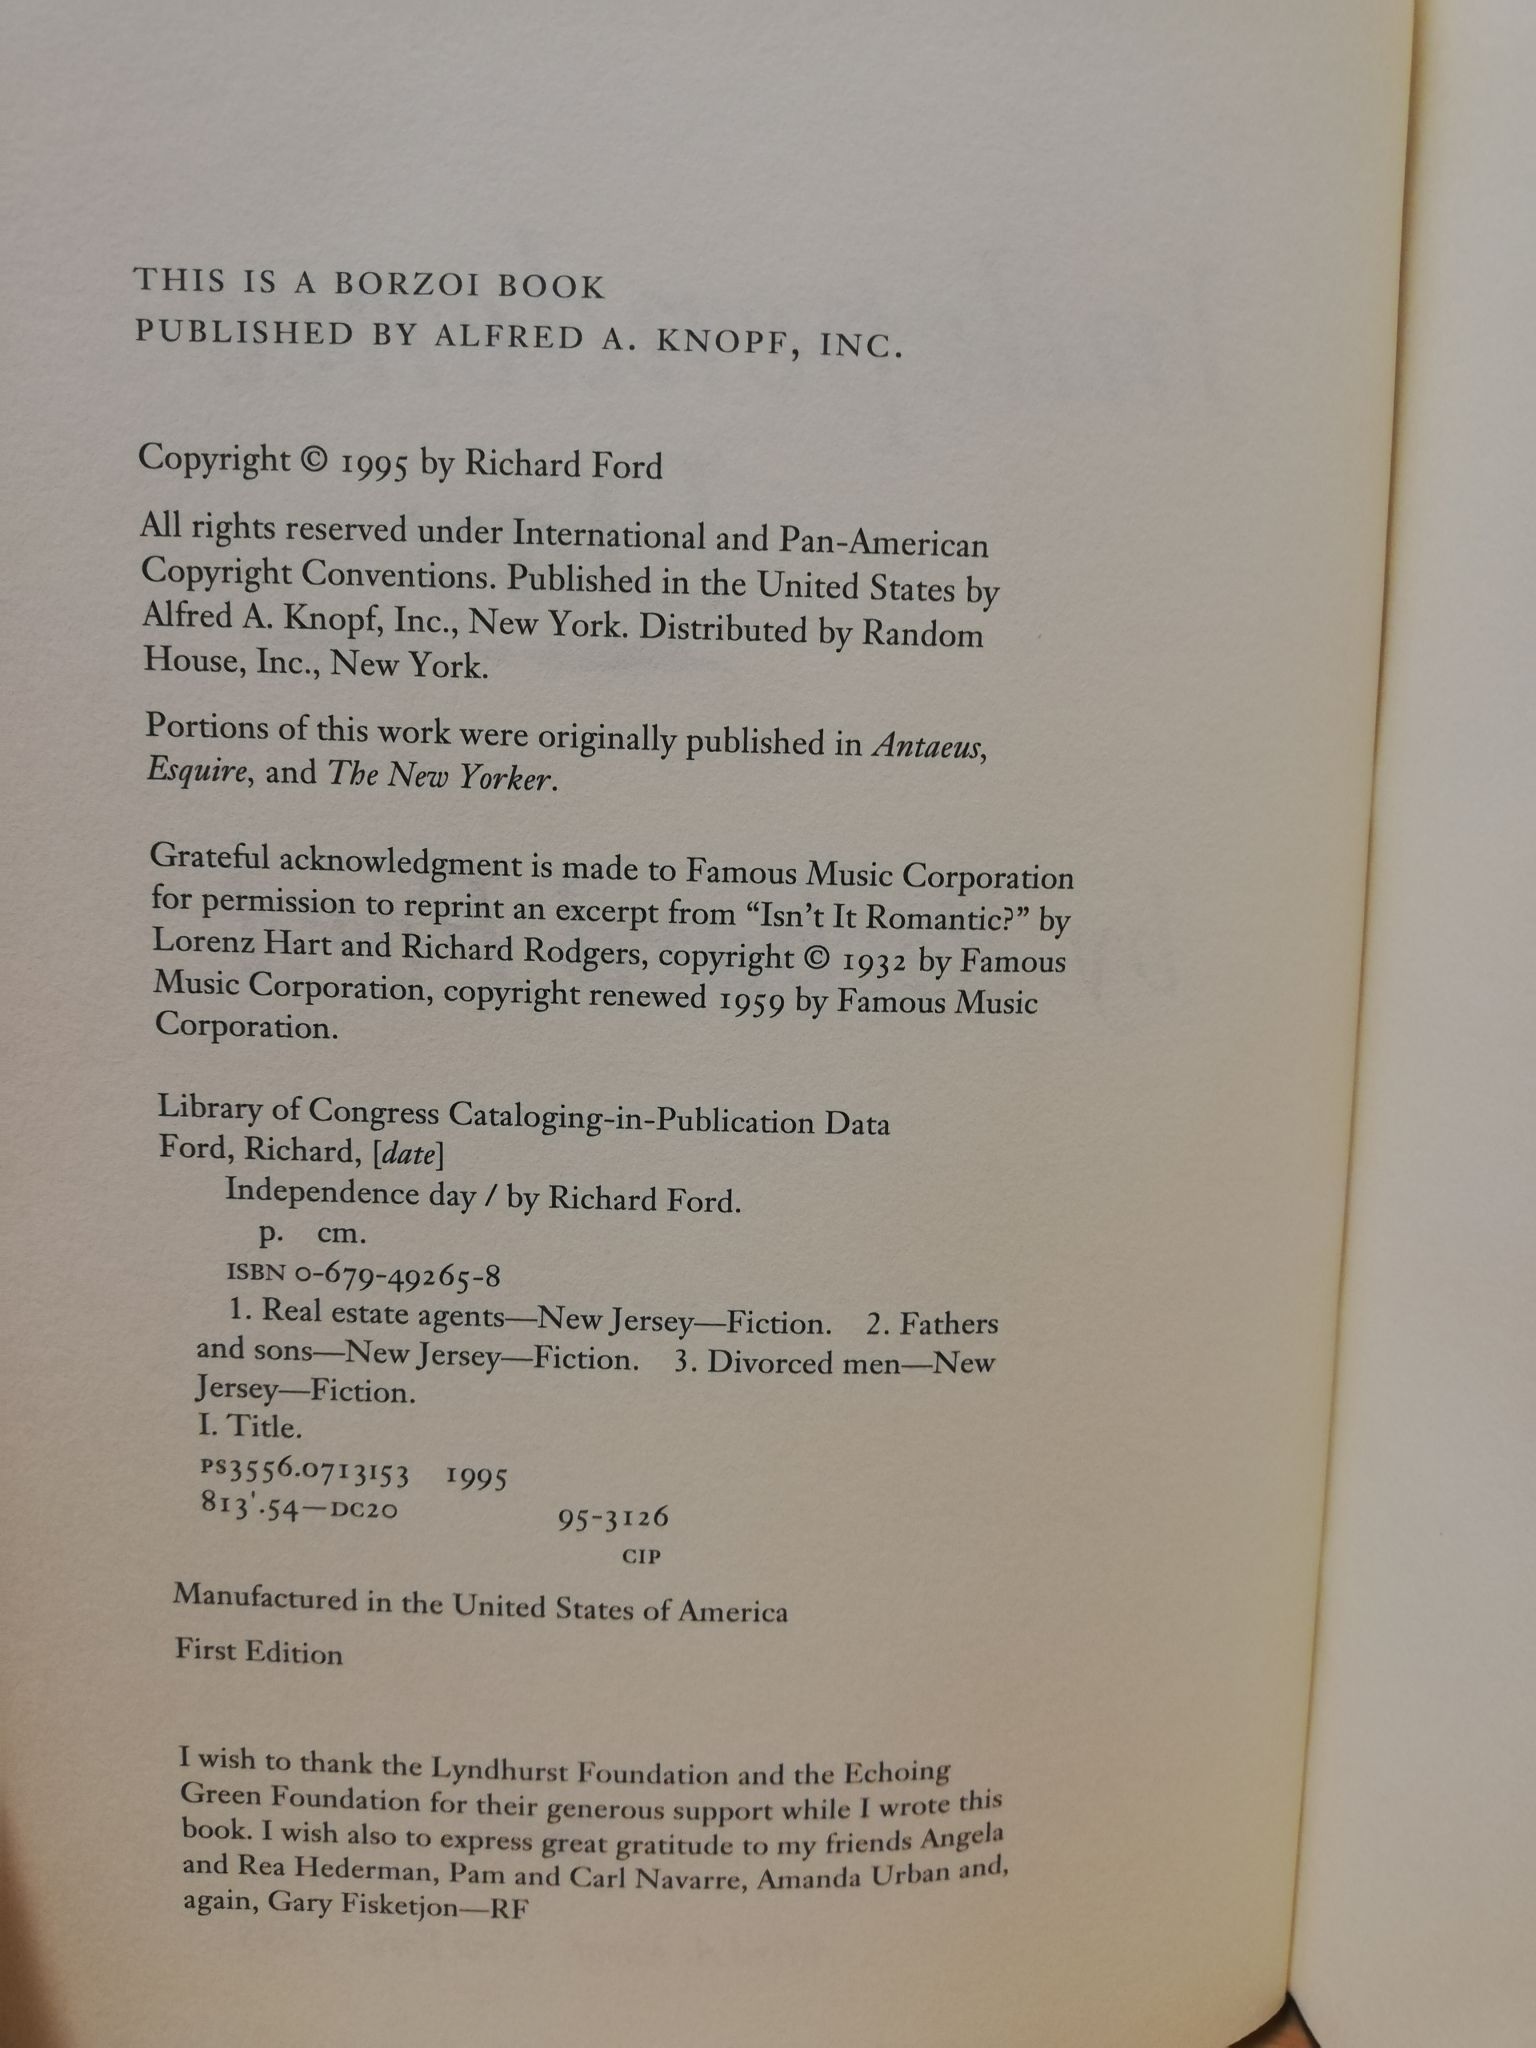 THIS IS A BORZOI BOOK
PUBLISHED BY ALFRED A. KNOPF, INC.
Copyright © 1995 by Richard Ford
All rights reserved under International and Pan-American
Copyright Conventions. Published in the United States by
Alfred A. Knopf, Inc., New York. Distributed by Random
House, Inc., New York.
Portions of this work were originally published in Antaeus,
Esquire, and The New Yorker.
Grateful acknowledgment is made to Famous Music Corporation
for permission to reprint an excerpt from “Isn’t It Romantic?” by
Lorenz Hart and Richard Rodgers, copyright © 1932 by Famous
Music Corporation, copyright renewed 1959 by Famous Music
Corporation.
Library of Congress Cataloging-in-Publication Data
Ford, Richard, [date]
Independence day / by Richard Ford.
p. cm.
ISBN 0-679-49265-8
1. Real estate agents—New Jersey—Fiction. 2. Fathers
and sons—New Jersey—Fiction. 3. Divorced men—New
Jersey—Fiction.
I. Title.
PS3556.O713I53 1995
813'.54—DC20 95-3126
CIP
Manufactured in the United States of America
First Edition
I wish to thank the Lyndhurst Foundation and the Echoing
Green Foundation for their generous support while I wrote this
book. I wish also to express great gratitude to my friends Angela
and Rea Hederman, Pam and Carl Navarre, Amanda Urban and,
again, Gary Fisketjon—RF